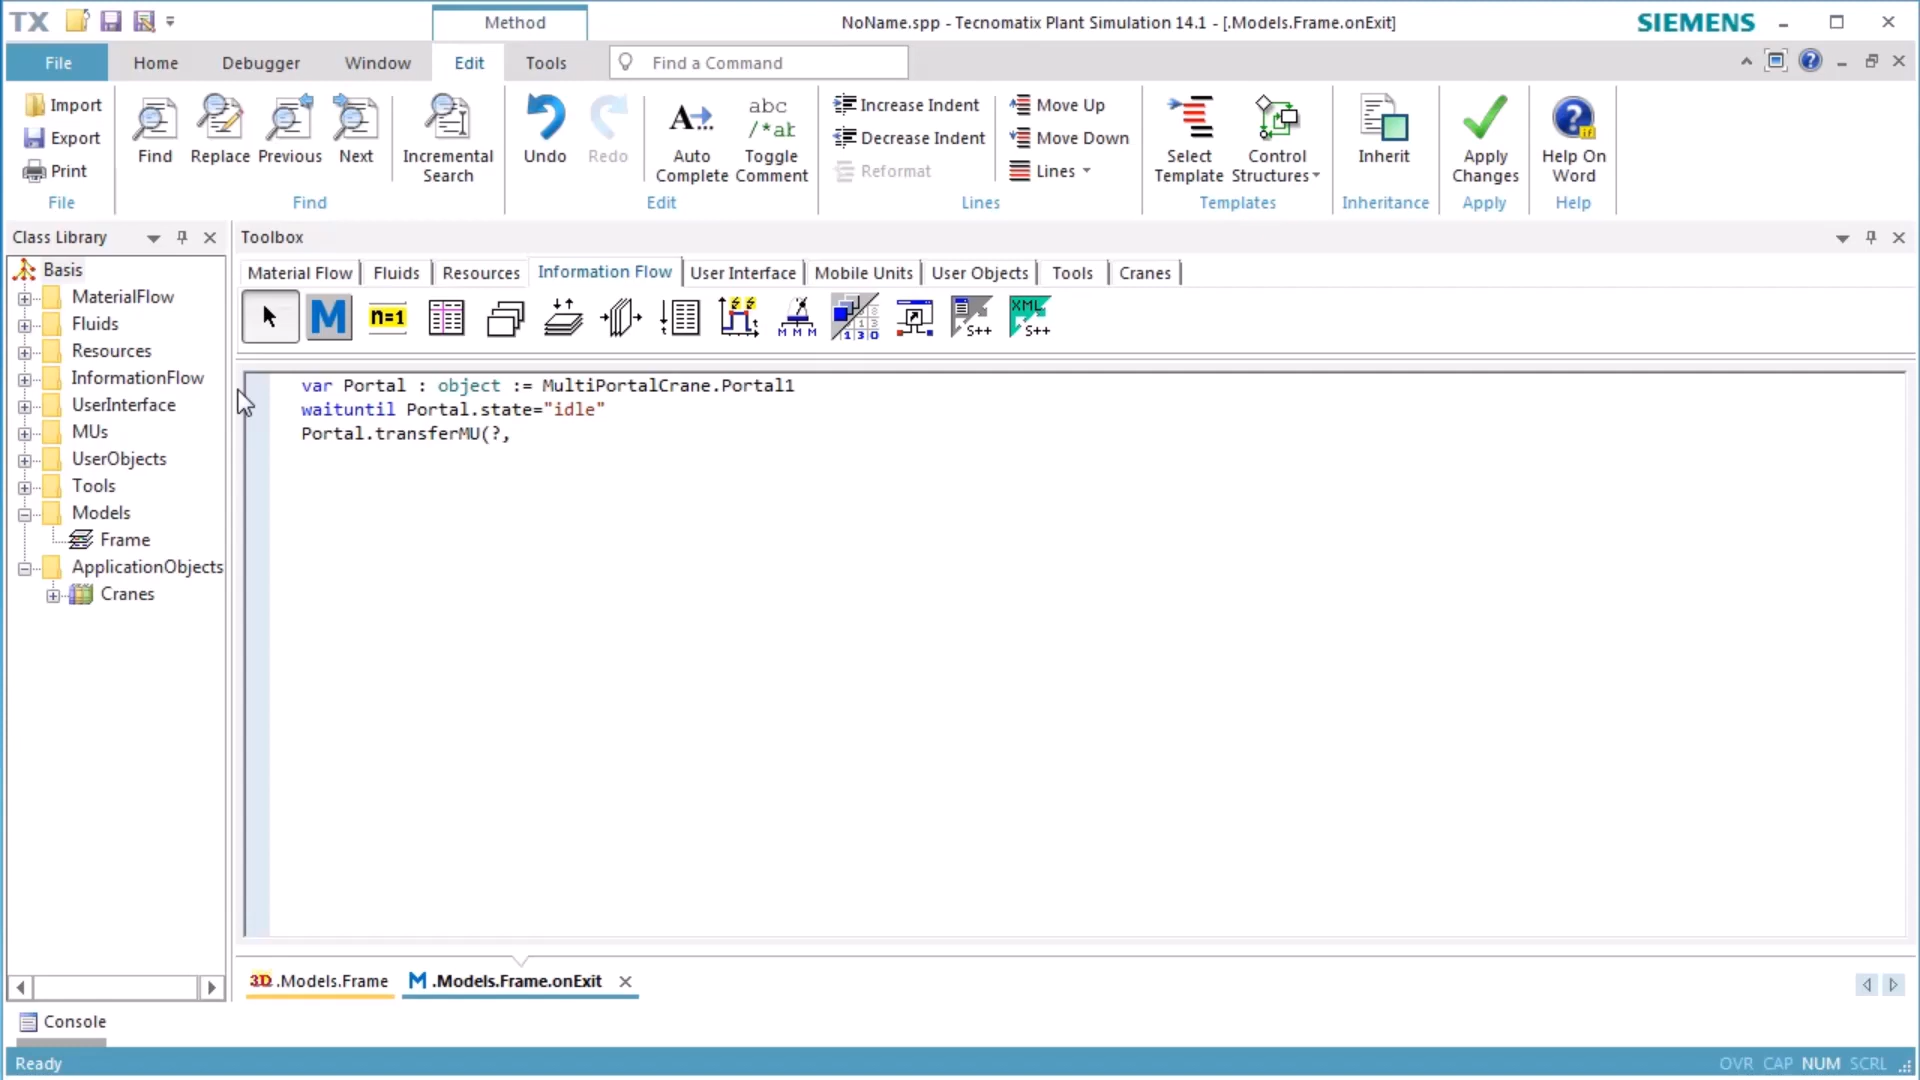 TX
Method
NoName.spp - Tecnomatix Plant Simulation 14.1 - [.Models.Frame.onExit]
SIEMENS
File
Home
Debugger
Window
Edit
Tools
Find a Command
Import
Export
Print
File
Find
Replace
Previous
Next
Incremental
Search
Find
Undo
Redo
A...
Auto
Complete
abc
/*ab
Toggle
Comment
Edit
Increase Indent
Decrease Indent
Reformat
Move Up
Move Down
Lines
Lines
Select
Template
Control
Structures
Templates
Inherit
Inheritance
Apply
Changes
Apply
Help On
Word
Help
Class Library
Toolbox
Basis
MaterialFlow
Fluids
Resources
InformationFlow
UserInterface
MUs
UserObjects
Tools
Models
Frame
ApplicationObjects
Cranes
Material Flow
Fluids
Resources
Information Flow
User Interface
Mobile Units
User Objects
Tools
Cranes
M
n=1
M M M
1 3 0
S++
XML
S++
var Portal : object := MultiPortalCrane.Portal1
waituntil Portal.state="idle"
Portal.transferMU(?,
3D .Models.Frame
M .Models.Frame.onExit
Console
Ready
OVR CAP NUM SCRL